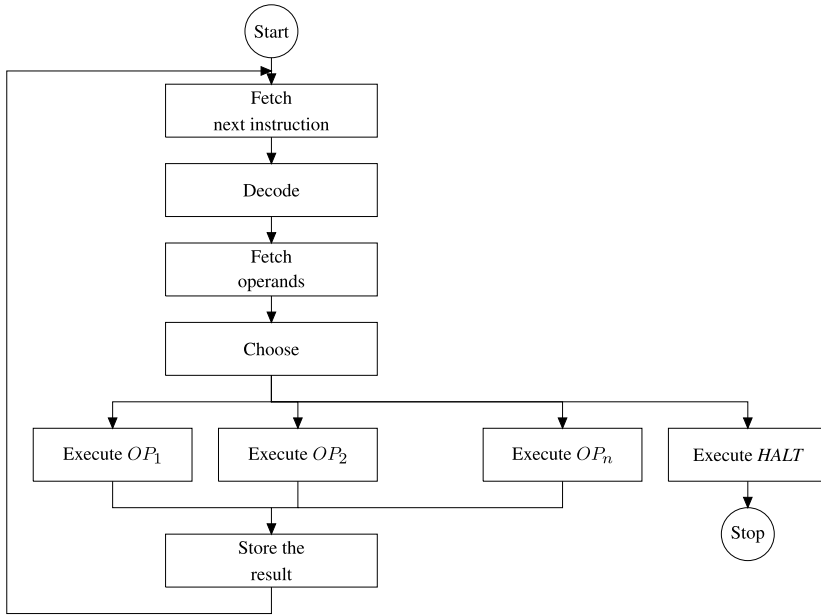 Start
Fetch
next instruction
Decode
Fetch
operands
Choose
Execute OP₁
Execute OP₂
Execute OPₙ
Execute HALT
Stop
Store the
result